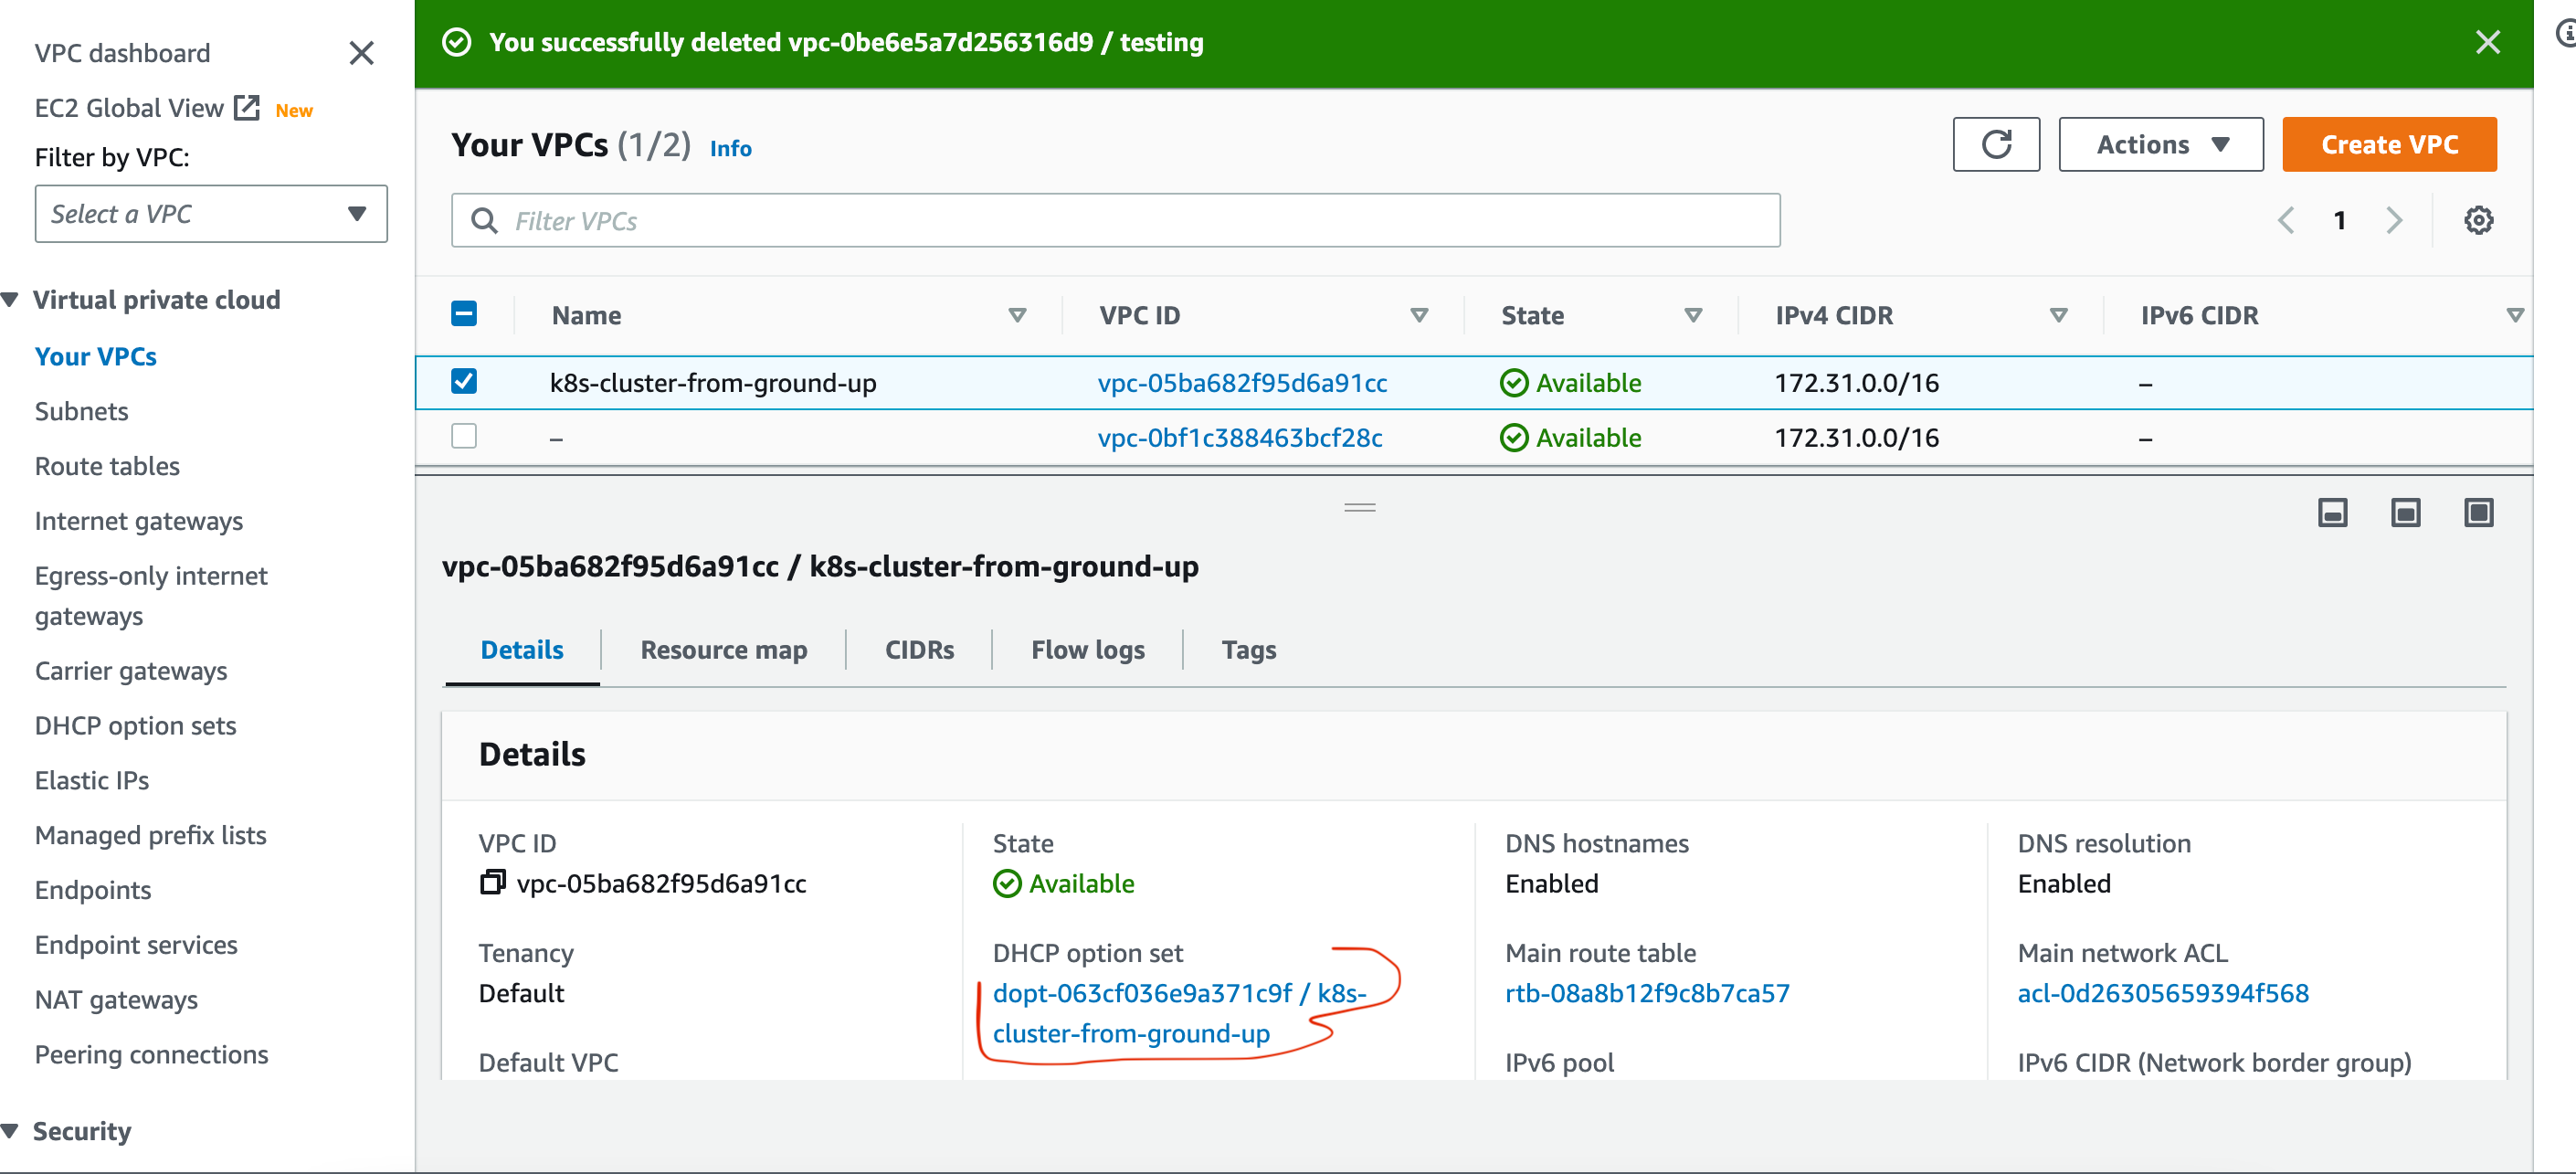 VPC dashboard
EC2 Global View New
Filter by VPC:
Select a VPC
Virtual private cloud
Your VPCs
Subnets
Route tables
Internet gateways
Egress-only internet
gateways
Carrier gateways
DHCP option sets
Elastic IPs
Managed prefix lists
Endpoints
Endpoint services
NAT gateways
Peering connections
Security
You successfully deleted vpc-0be6e5a7d256316d9 / testing
Your VPCs (1/2) Info
Actions
Create VPC
Filter VPCs
1
Name VPC ID State IPv4 CIDR IPv6 CIDR
k8s-cluster-from-ground-up vpc-05ba682f95d6a91cc Available 172.31.0.0/16 –
– vpc-0bf1c388463bcf28c Available 172.31.0.0/16 –
vpc-05ba682f95d6a91cc / k8s-cluster-from-ground-up
Details Resource map CIDRs Flow logs Tags
Details
VPC ID
vpc-05ba682f95d6a91cc
State
Available
DNS hostnames
Enabled
DNS resolution
Enabled
Tenancy
Default
DHCP option set
dopt-063cf036e9a371c9f / k8s-
cluster-from-ground-up
Main route table
rtb-08a8b12f9c8b7ca57
Main network ACL
acl-0d26305659394f568
Default VPC
IPv6 pool
IPv6 CIDR (Network border group)